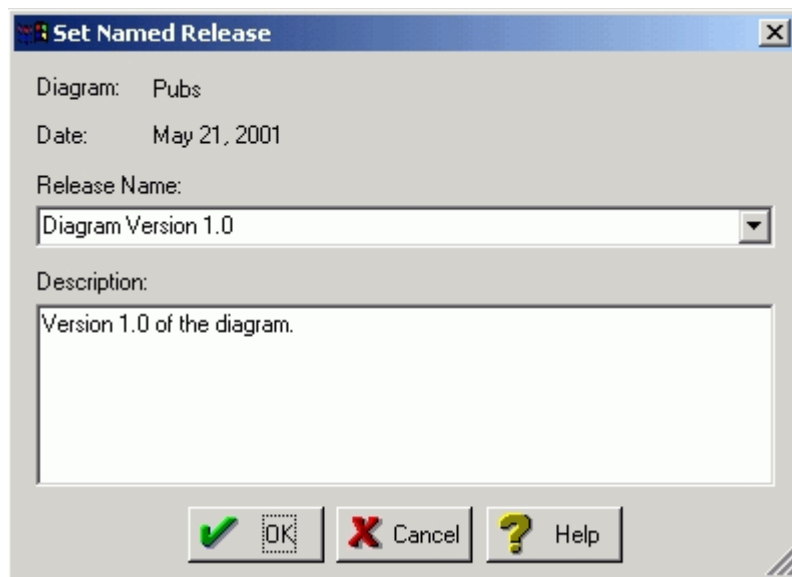 Set Named Release
Diagram: Pubs
Date: May 21, 2001
Release Name:
Diagram Version 1.0
Description:
Version 1.0 of the diagram.
OK Cancel Help